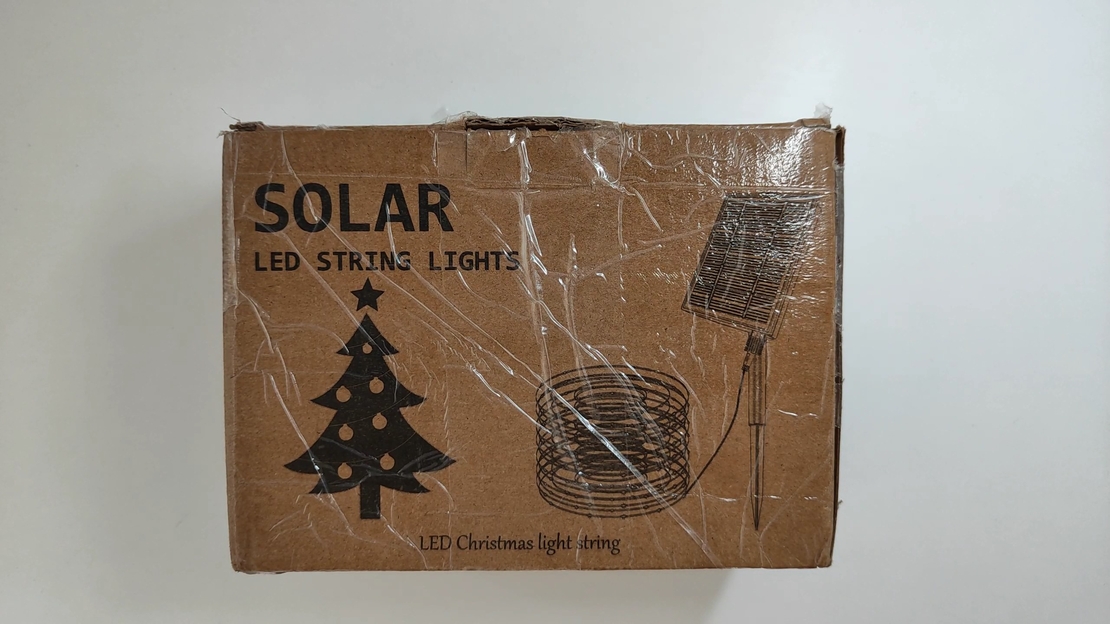 SOLAR
LED STRING LIGHTS
LED Christmas light string